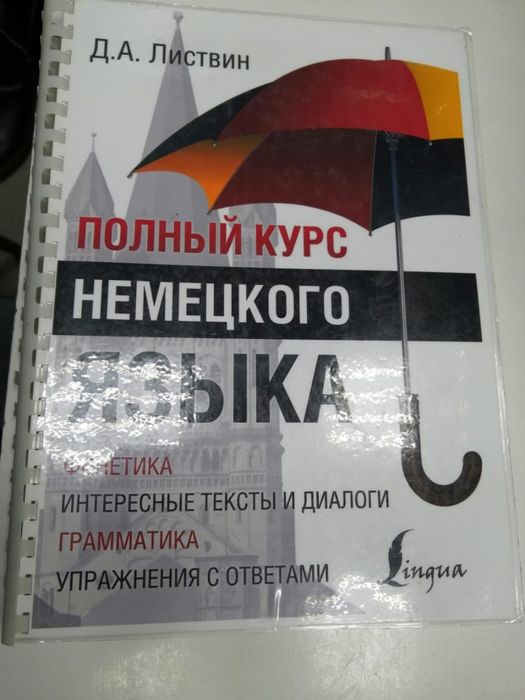 Д.А. Листвин
ПОЛНЫЙ КУРС
НЕМЕЦКОГО
ЯЗЫКА
ФОНЕТИКА
ИНТЕРЕСНЫЕ ТЕКСТЫ И ДИАЛОГИ
ГРАММАТИКА
УПРАЖНЕНИЯ С ОТВЕТАМИ
Lingua